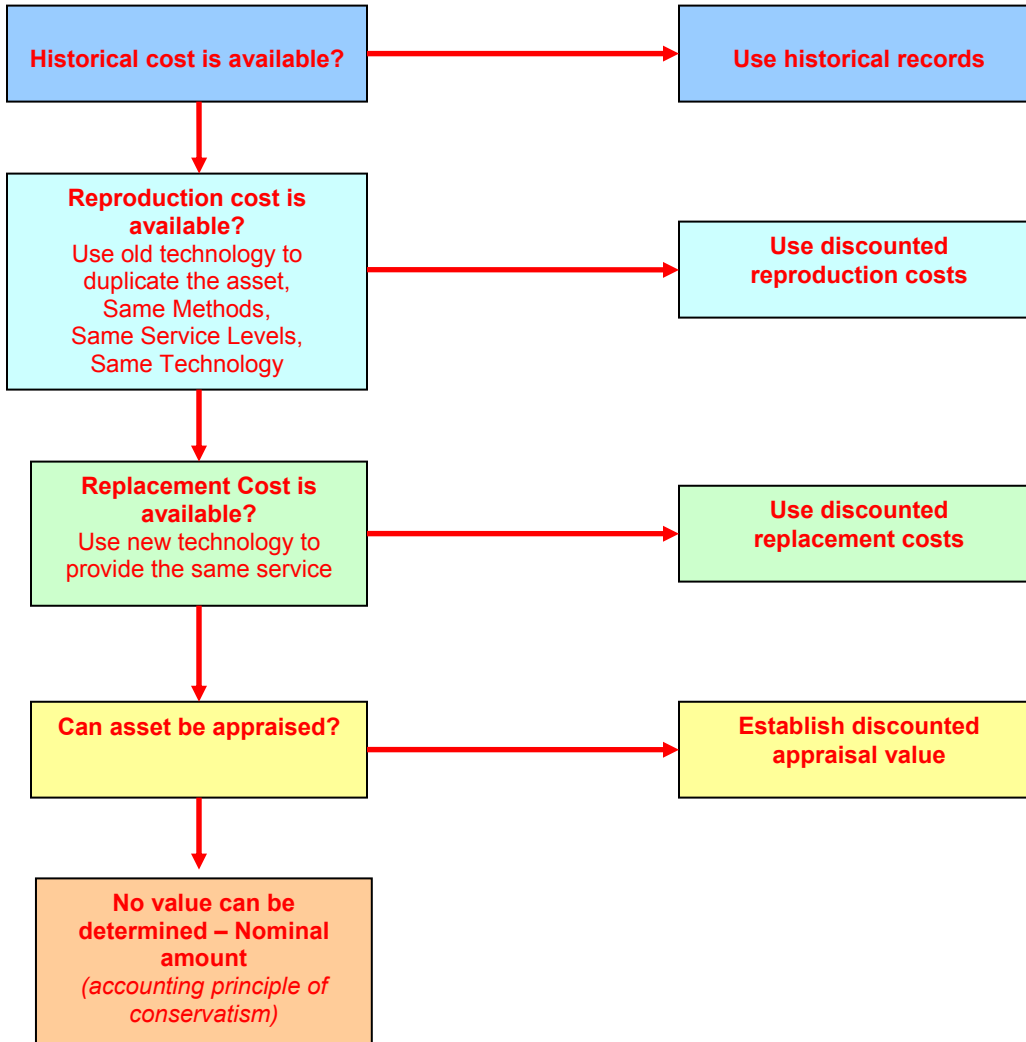 Historical cost is available?
Use historical records
Reproduction cost is
available?
Use old technology to
duplicate the asset,
Same Methods,
Same Service Levels,
Same Technology
Use discounted
reproduction costs
Replacement Cost is
available?
Use new technology to
provide the same service
Use discounted
replacement costs
Can asset be appraised?
Establish discounted
appraisal value
No value can be
determined – Nominal
amount
(accounting principle of
conservatism)